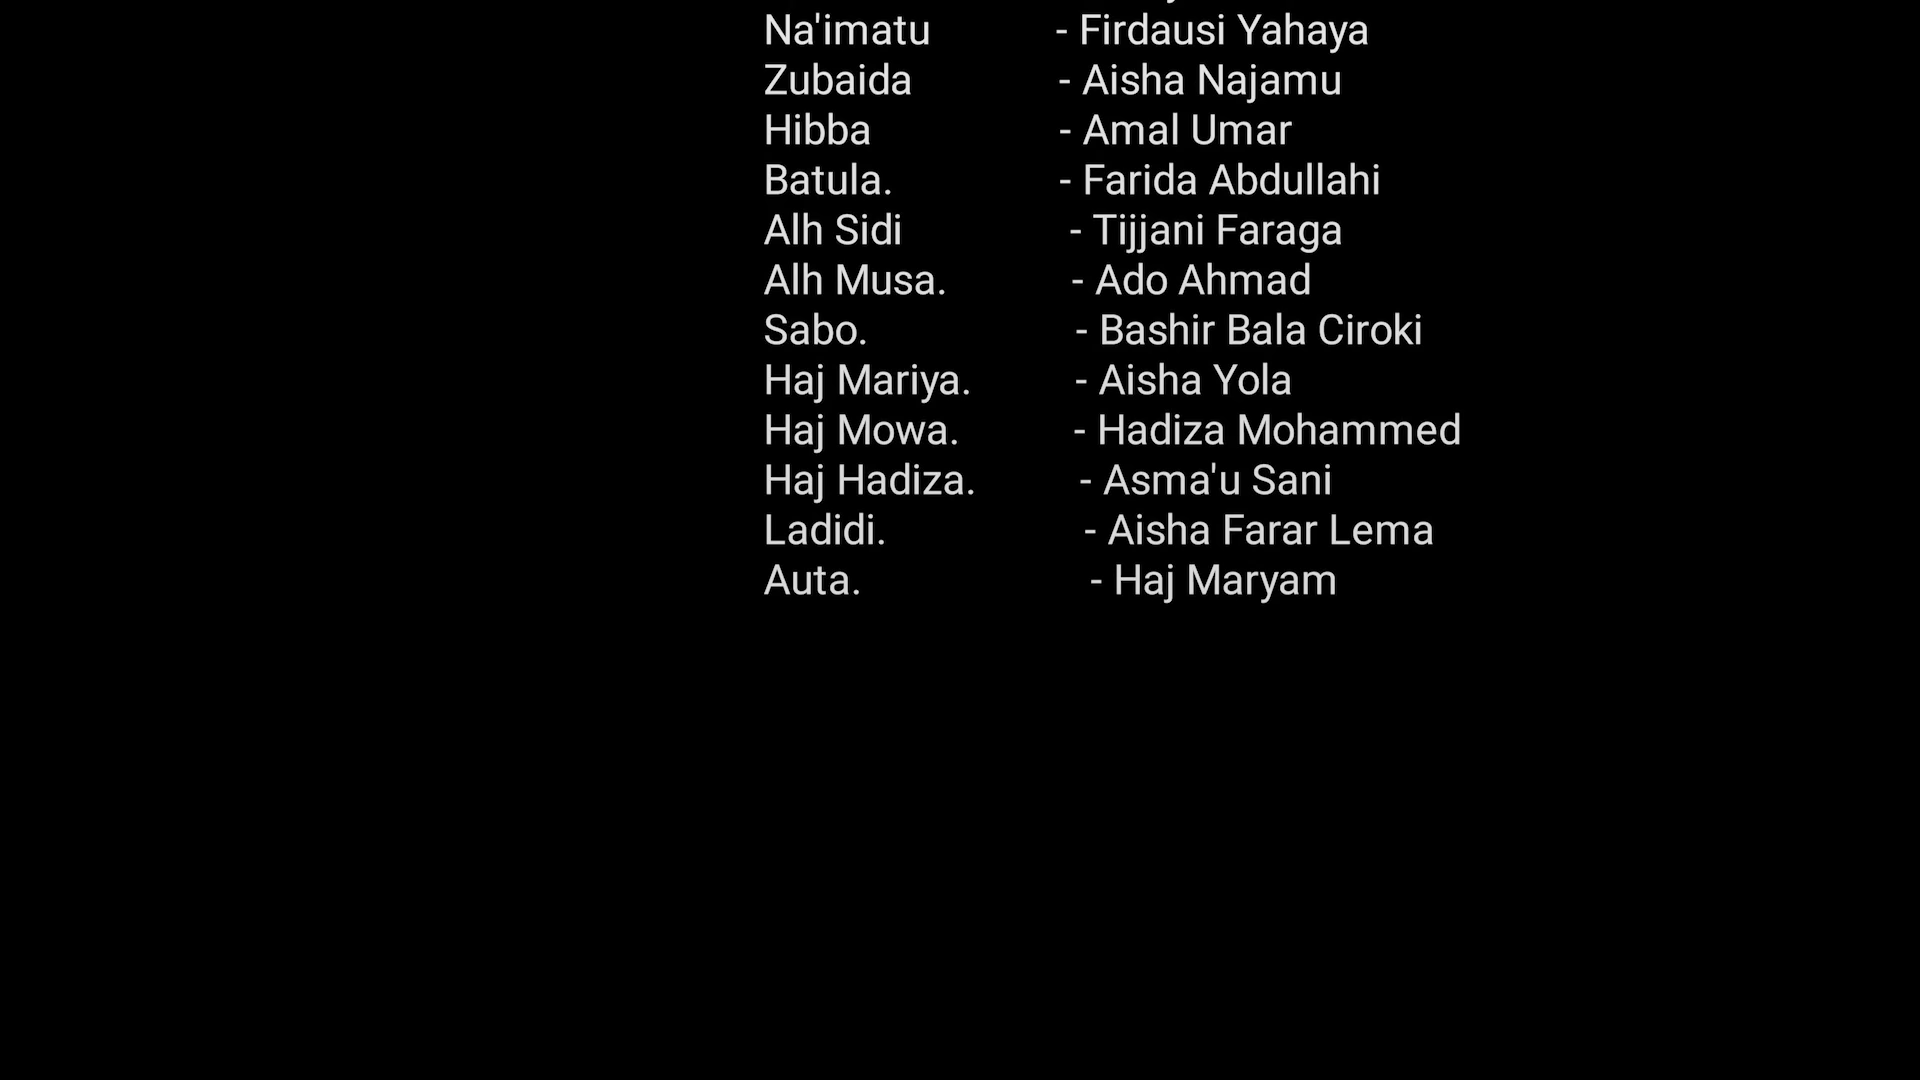 Na'imatu - Firdausi Yahaya
Zubaida - Aisha Najamu
Hibba - Amal Umar
Batula. - Farida Abdullahi
Alh Sidi - Tijjani Faraga
Alh Musa. - Ado Ahmad
Sabo. - Bashir Bala Ciroki
Haj Mariya. - Aisha Yola
Haj Mowa. - Hadiza Mohammed
Haj Hadiza. - Asma'u Sani
Ladidi. - Aisha Farar Lema
Auta. - Haj Maryam